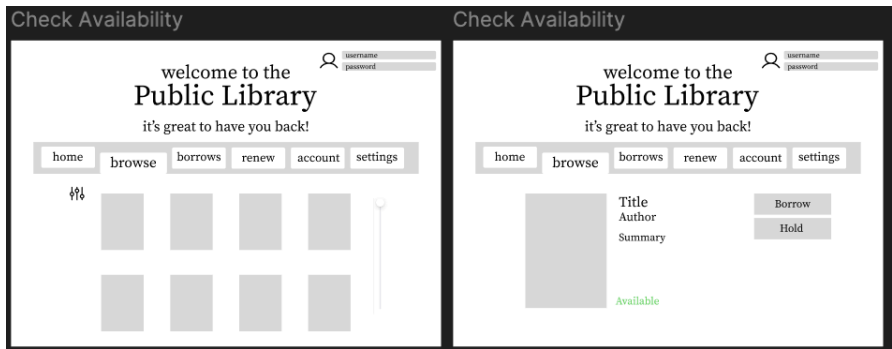 Check Availability
username
password
welcome to the
Public Library
it's great to have you back!
home browse borrows renew account settings
Check Availability
username
password
welcome to the
Public Library
it's great to have you back!
home browse borrows renew account settings
Title
Author
Summary
Available
Borrow
Hold